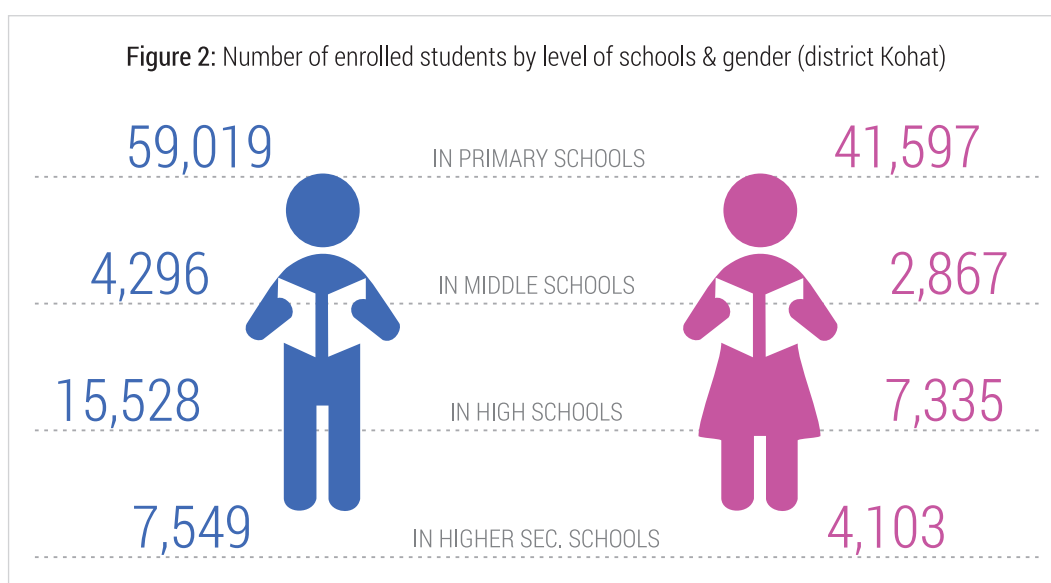 Figure 2: Number of enrolled students by level of schools & gender (district Kohat)
59,019 IN PRIMARY SCHOOLS 41,597
4,296 IN MIDDLE SCHOOLS 2,867
15,528 IN HIGH SCHOOLS 7,335
7,549 IN HIGHER SEC. SCHOOLS 4,103